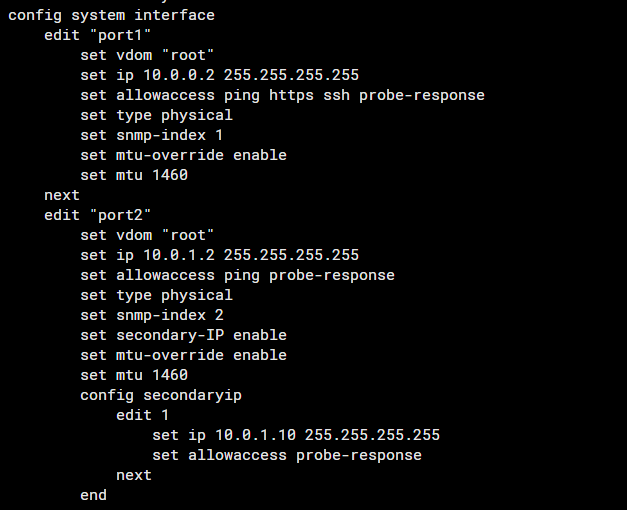 config system interface
edit "port1"
set vdom "root"
set ip 10.0.0.2 255.255.255.255
set allowaccess ping https ssh probe-response
set type physical
set snmp-index 1
set mtu-override enable
set mtu 1460
next
edit "port2"
set vdom "root"
set ip 10.0.1.2 255.255.255.255
set allowaccess ping probe-response
set type physical
set snmp-index 2
set secondary-IP enable
set mtu-override enable
set mtu 1460
config secondaryip
edit 1
set ip 10.0.1.10 255.255.255.255
set allowaccess probe-response
next
end